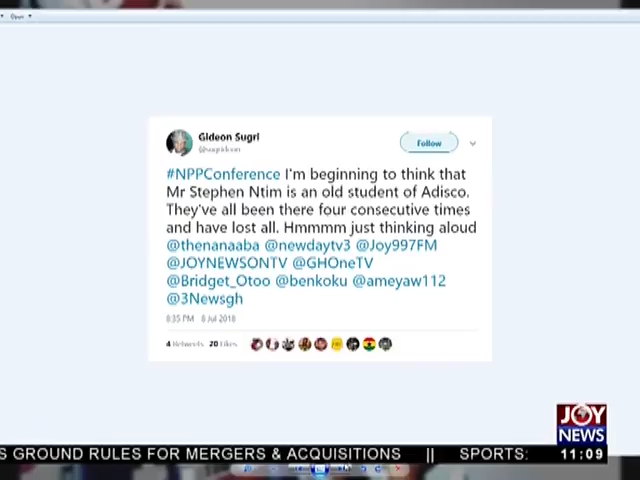 Open
Gideon Sugri
Follow
#NPPConference I'm beginning to think that
Mr Stephen Ntim is an old student of Adisco.
They've all been there four consecutive times
and have lost all. Hmmmm just thinking aloud
@thenanaaba @newdaytv3 @Joy997FM
@JOYNEWSONTV @GHOneTV
@Bridget_Otoo @benkoku @ameyaw112
@3Newsgh
8:35 PM 8 Jul 2018
4 Retweets 20 Likes
JOY
NEWS
S GROUND RULES FOR MERGERS & ACQUISITIONS || SPORTS:
11:09